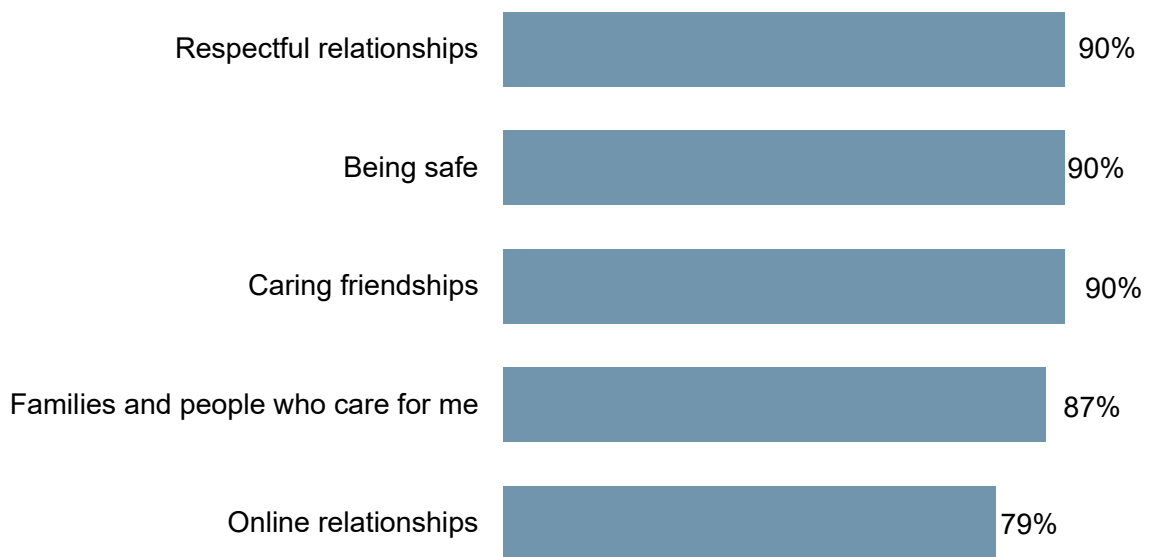 Respectful relationships 90%
Being safe 90%
Caring friendships 90%
Families and people who care for me 87%
Online relationships 79%